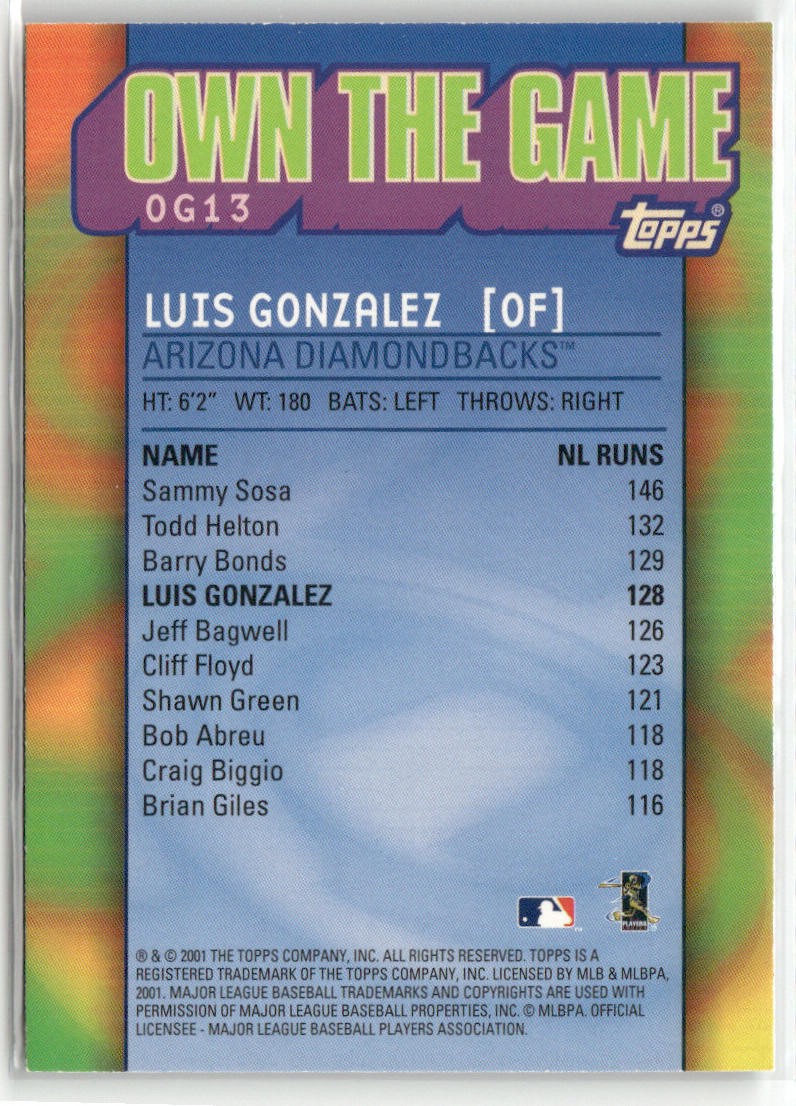 OWN THE GAME
OG13
Topps®
LUIS GONZALEZ [OF]
ARIZONA DIAMONDBACKS™
HT: 6'2" WT: 180 BATS: LEFT THROWS: RIGHT
NAME NL RUNS
Sammy Sosa 146
Todd Helton 132
Barry Bonds 129
LUIS GONZALEZ 128
Jeff Bagwell 126
Cliff Floyd 123
Shawn Green 121
Bob Abreu 118
Craig Biggio 118
Brian Giles 116
PLAYERS
® & © 2001 THE TOPPS COMPANY, INC. ALL RIGHTS RESERVED. TOPPS IS A
REGISTERED TRADEMARK OF THE TOPPS COMPANY, INC. LICENSED BY MLB & MLBPA,
2001. MAJOR LEAGUE BASEBALL TRADEMARKS AND COPYRIGHTS ARE USED WITH
PERMISSION OF MAJOR LEAGUE BASEBALL PROPERTIES, INC. © MLBPA. OFFICIAL
LICENSEE - MAJOR LEAGUE BASEBALL PLAYERS ASSOCIATION.